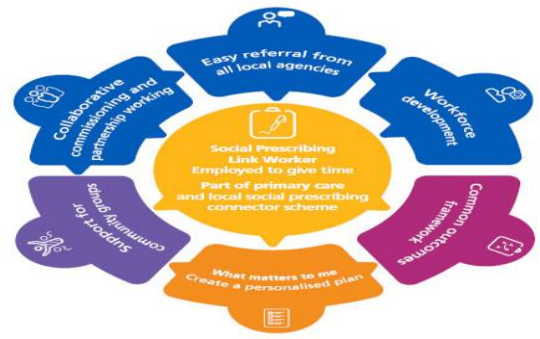 Easy referral from
all local agencies
Workforce
development
Common outcomes
framework
What matters to me
Create a personalised plan
Support for
community groups
Collaborative
commissioning and
partnership working
Social Prescribing
Link Worker
Employed to give time
Part of primary care
and local social prescribing
connector scheme